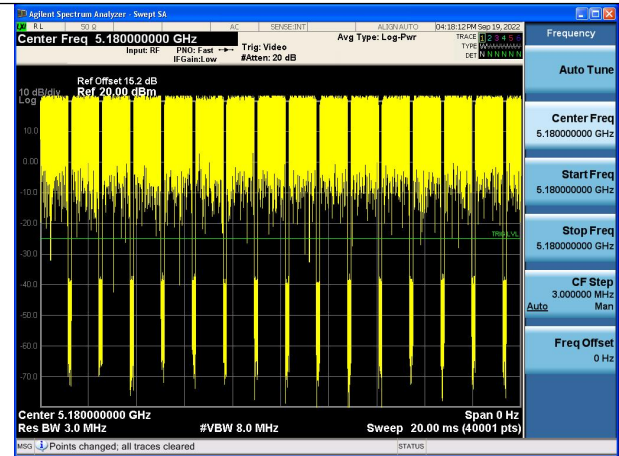 Agilent Spectrum Analyzer - Swept SA
RL 50 Ω AC SENSE:INT ALIGN AUTO 04:18:12 PM Sep 19, 2022
Center Freq 5.180000000 GHz
Input: RF PNO: Fast Trig: Video Avg Type: Log-Pwr TRACE 1 2 3 4 5 6
IFGain:Low #Atten: 20 dB TYPE
DET N N N N N N
Ref Offset 15.2 dB
10 dB/div Ref 20.00 dBm
Log
10.0
0.00
-10.0
-20.0
TRIG LVL
-30.0
-40.0
-50.0
-60.0
-70.0
Center 5.180000000 GHz Span 0 Hz
Res BW 3.0 MHz #VBW 8.0 MHz Sweep 20.00 ms (40001 pts)
MSG Points changed; all traces cleared STATUS
Frequency
Auto Tune
Center Freq
5.180000000 GHz
Start Freq
5.180000000 GHz
Stop Freq
5.180000000 GHz
CF Step
3.000000 MHz
Auto Man
Freq Offset
0 Hz